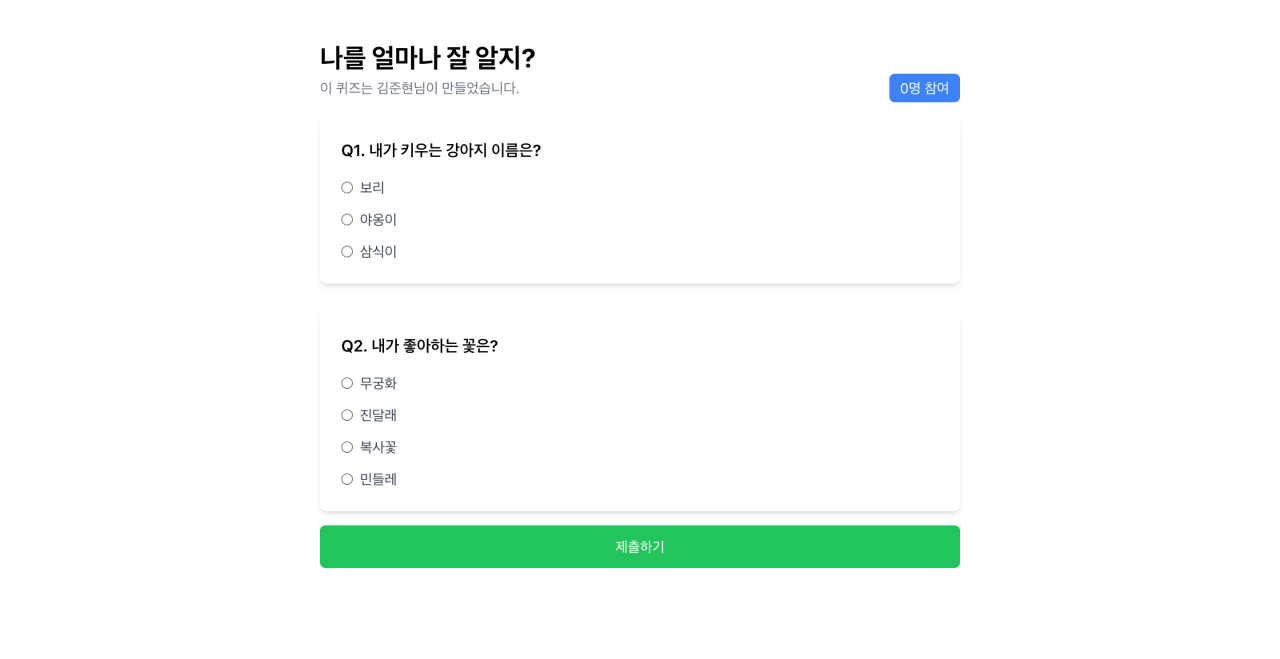 나를 얼마나 잘 알지?
이 퀴즈는 김준현님이 만들었습니다.
0명 참여
Q1. 내가 키우는 강아지 이름은?
보리
야옹이
삼식이
Q2. 내가 좋아하는 꽃은?
무궁화
진달래
복사꽃
민들레
제출하기